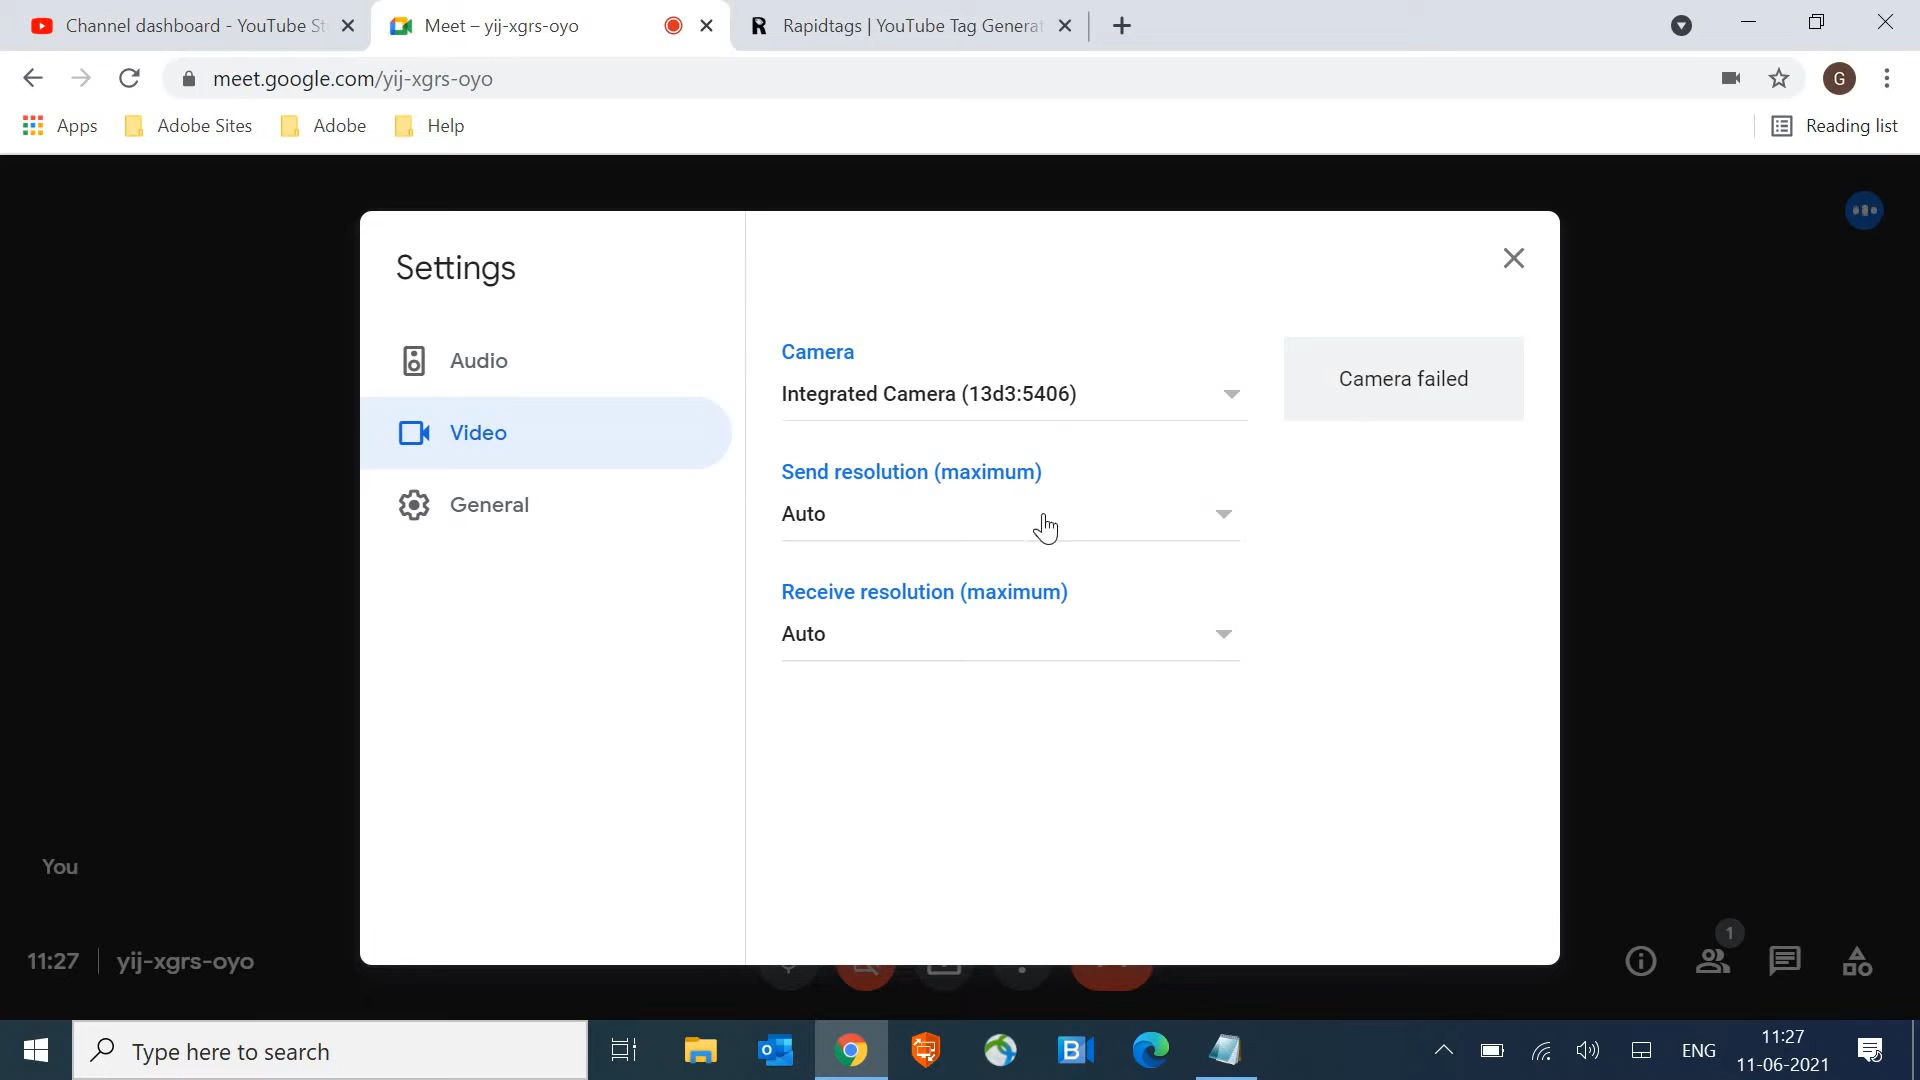 Channel dashboard - YouTube St
Meet – yij-xgrs-oyo
R Rapidtags | YouTube Tag Generat
meet.google.com/yij-xgrs-oyo
G
Apps
Adobe Sites
Adobe
Help
Reading list
Settings
Audio
Video
General
Camera
Integrated Camera (13d3:5406)
Camera failed
Send resolution (maximum)
Auto
Receive resolution (maximum)
Auto
You
11:27
yij-xgrs-oyo
1
Type here to search
B
ENG
11:27
11-06-2021